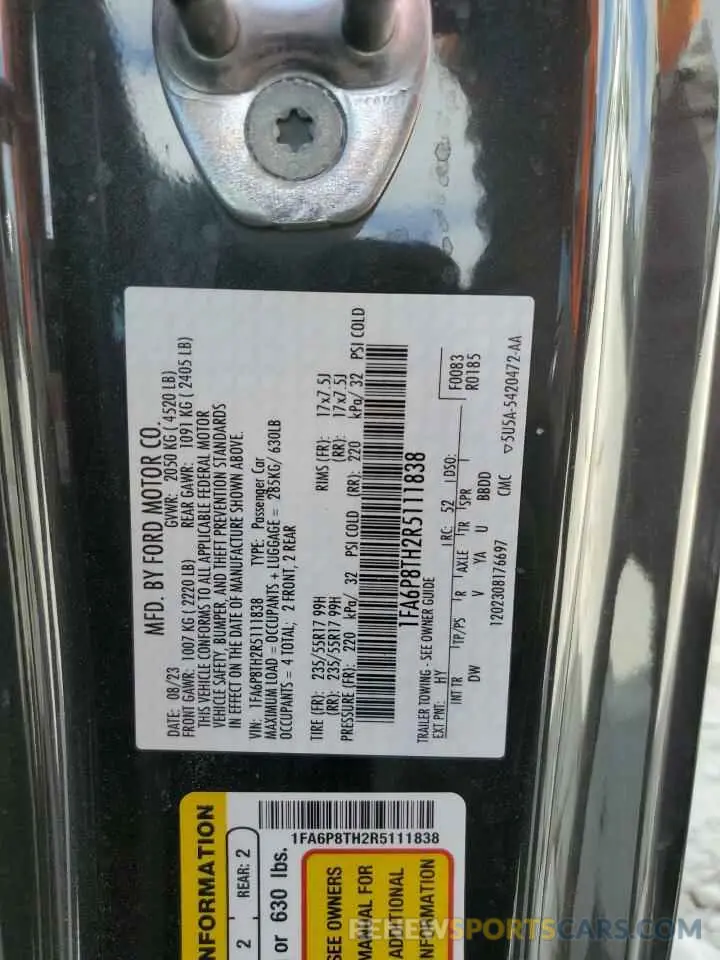 MFD. BY FORD MOTOR CO.
DATE: 08/23 GVWR: 2050 KG ( 4520 LB)
FRONT GAWR: 1007 KG ( 2220 LB) REAR GAWR: 1091 KG ( 2405 LB)
THIS VEHICLE CONFORMS TO ALL APPLICABLE FEDERAL MOTOR
VEHICLE SAFETY, BUMPER, AND THEFT PREVENTION STANDARDS
IN EFFECT ON THE DATE OF MANUFACTURE SHOWN ABOVE.
VIN: 1FA6P8TH2R5111838 TYPE: Passenger Car
MAXIMUM LOAD = OCCUPANTS + LUGGAGE = 285KG/ 630LB
OCCUPANTS = 4 TOTAL; 2 FRONT, 2 REAR
TIRE (FR): 235/55R17 99H RIMS (FR): 17x7.5J
(RR): 235/55R17 99H (RR): 17x7.5J
PRESSURE (FR): 220 kPa/ 32 PSI COLD (RR): 220 kPa/ 32 PSI COLD
1FA6P8TH2R5111838
TRAILER TOWING - SEE OWNER GUIDE
F0083
R0185
EXT PNT: HY RC: 52 DSO:
INT TR TP/PS R AXLE TR SPR
DW V YA U BBDD
1202308176697 CMC ▽5U5A-5420472-AA
NFORMATION
2 REAR: 2
or 630 lbs.
1FA6P8TH2R5111838
SEE OWNERS
MANUAL FOR
ADDITIONAL
INFORMATION
REPAIRSPOTTERS.COM